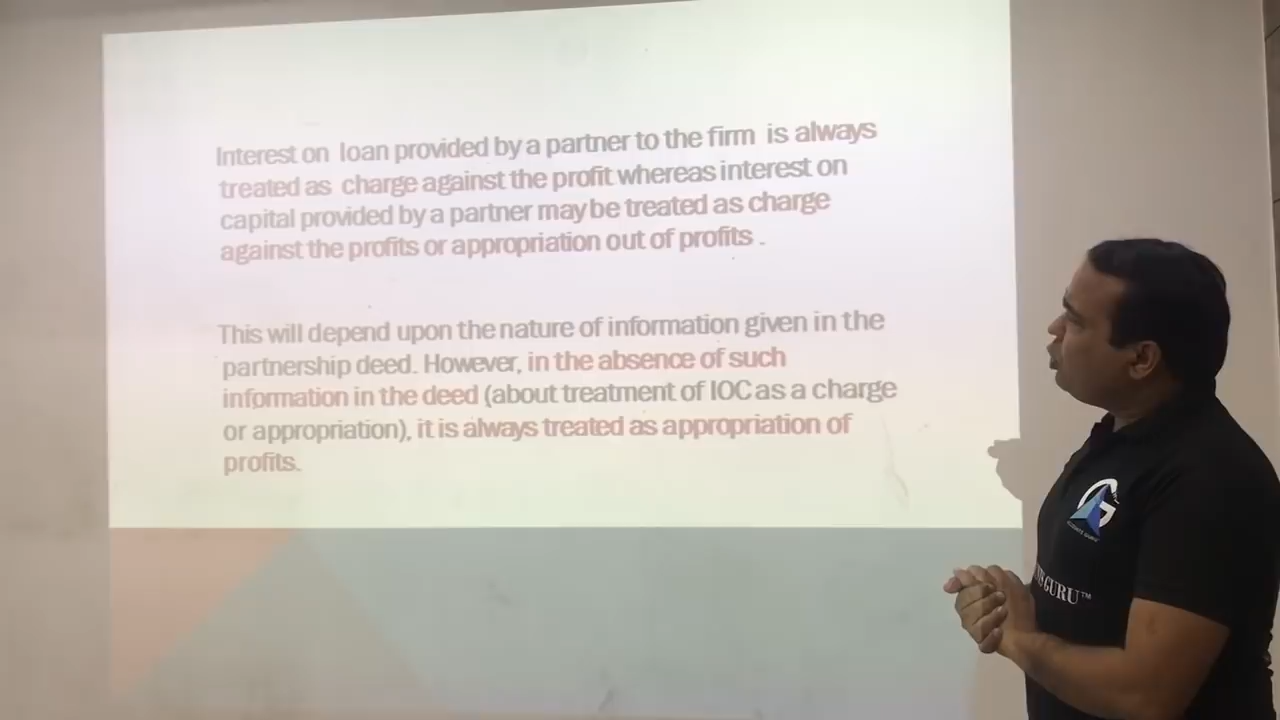 Interest on loan provided by a partner to the firm is always
treated as charge against the profit whereas interest on
capital provided by a partner may be treated as charge
against the profits or appropriation out of profits .
This will depend upon the nature of information given in the
partnership deed. However, in the absence of such
information in the deed (about treatment of IOC as a charge
or appropriation), it is always treated as appropriation of
profits.
GURU™